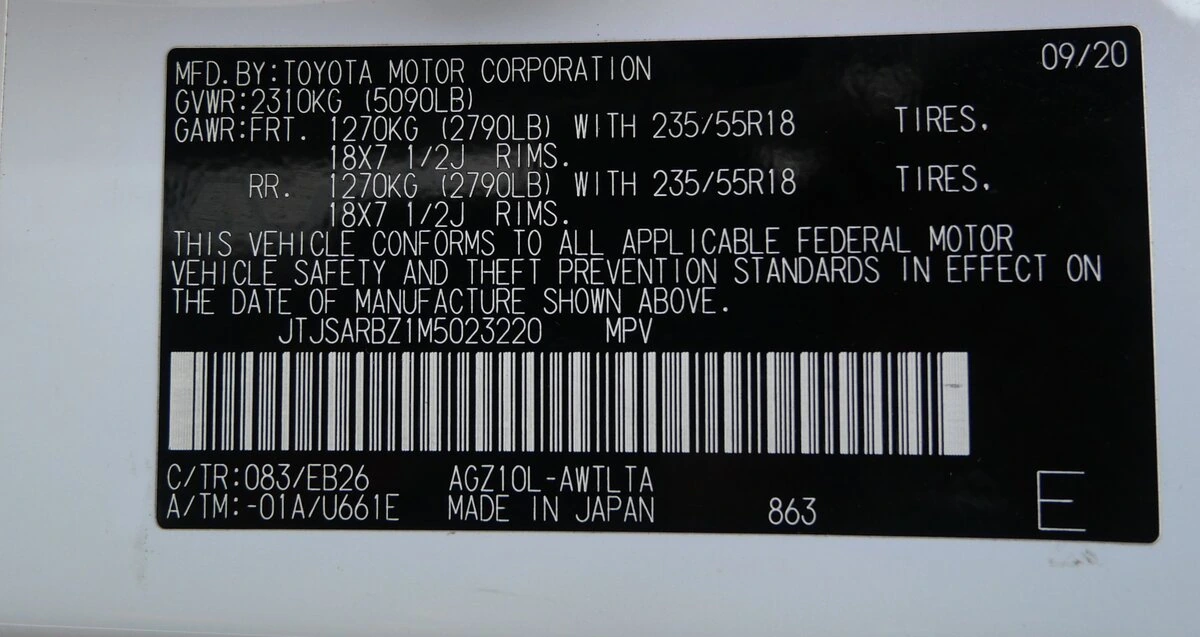 MFD.BY:TOYOTA MOTOR CORPORATION 09/20
GVWR:2310KG (5090LB)
GAWR:FRT. 1270KG (2790LB) WITH 235/55R18 TIRES.
18X7 1/2J RIMS.
RR. 1270KG (2790LB) WITH 235/55R18 TIRES.
18X7 1/2J RIMS.
THIS VEHICLE CONFORMS TO ALL APPLICABLE FEDERAL MOTOR
VEHICLE SAFETY AND THEFT PREVENTION STANDARDS IN EFFECT ON
THE DATE OF MANUFACTURE SHOWN ABOVE.
JTJSARBZ1M5023220 MPV
C/TR:083/EB26 AGZ10L-AWTLTA
A/TM:-01A/U661E MADE IN JAPAN 863 E